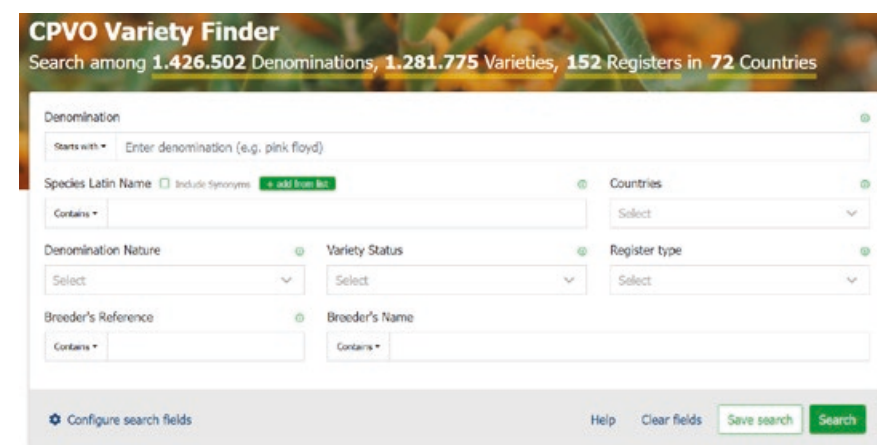 CPVO Variety Finder
Search among 1.426.502 Denominations, 1.281.775 Varieties, 152 Registers in 72 Countries
Denomination
Starts with Enter denomination (e.g. pink floyd)
Species Latin Name Include Synonyms + add from list Countries
Contains Select
Denomination Nature Variety Status Register type
Select Select Select
Breeder's Reference Breeder's Name
Contains Contains
Configure search fields Help Clear fields Save search Search